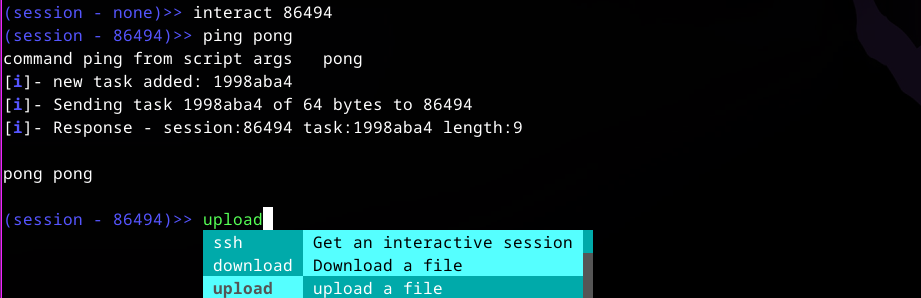 (session - none)>> interact 86494
(session - 86494)>> ping pong
command ping from script args   pong
[i]- new task added: 1998aba4
[i]- Sending task 1998aba4 of 64 bytes to 86494
[i]- Response - session:86494 task:1998aba4 length:9
pong pong
(session - 86494)>> upload
ssh Get an interactive session
download Download a file
upload upload a file